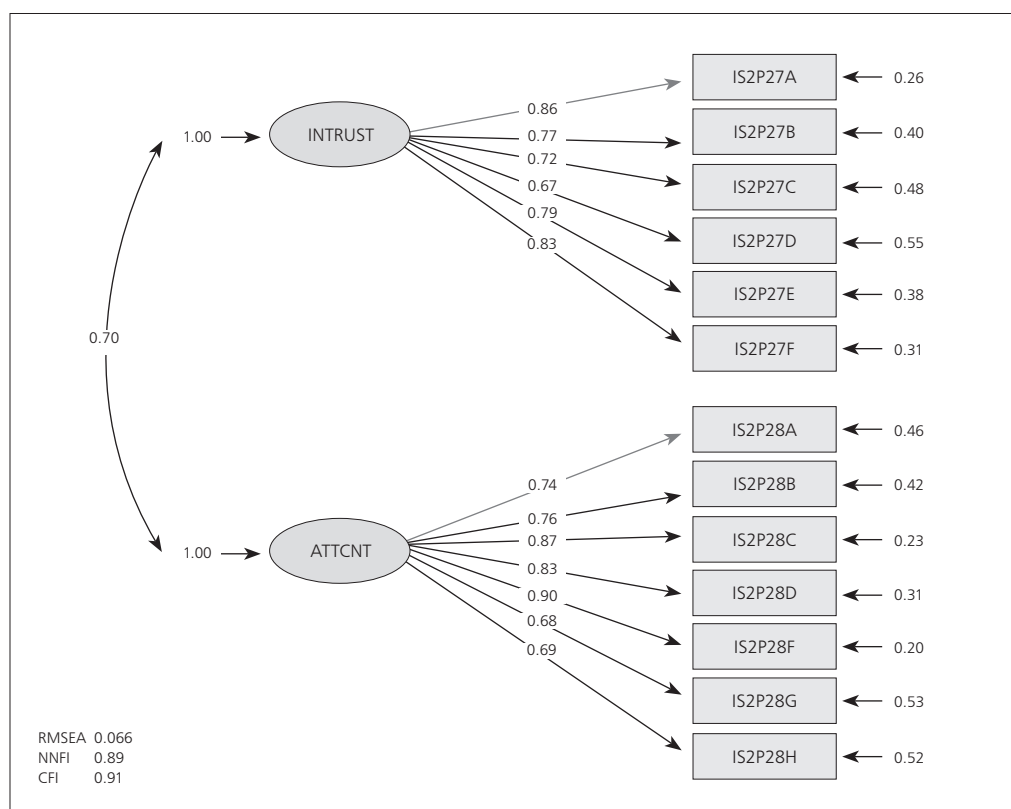 IS2P27A 0.26
0.86
1.00 INTRUST
0.77 IS2P27B 0.40
0.72
IS2P27C 0.48
0.67
0.79
IS2P27D 0.55
0.83
IS2P27E 0.38
0.70
IS2P27F 0.31
IS2P28A 0.46
0.74
IS2P28B 0.42
0.76
1.00 ATTCNT
0.87 IS2P28C 0.23
0.83
0.90
IS2P28D 0.31
0.68
0.69
IS2P28F 0.20
IS2P28G 0.53
RMSEA 0.066
NNFI 0.89
IS2P28H 0.52
CFI 0.91